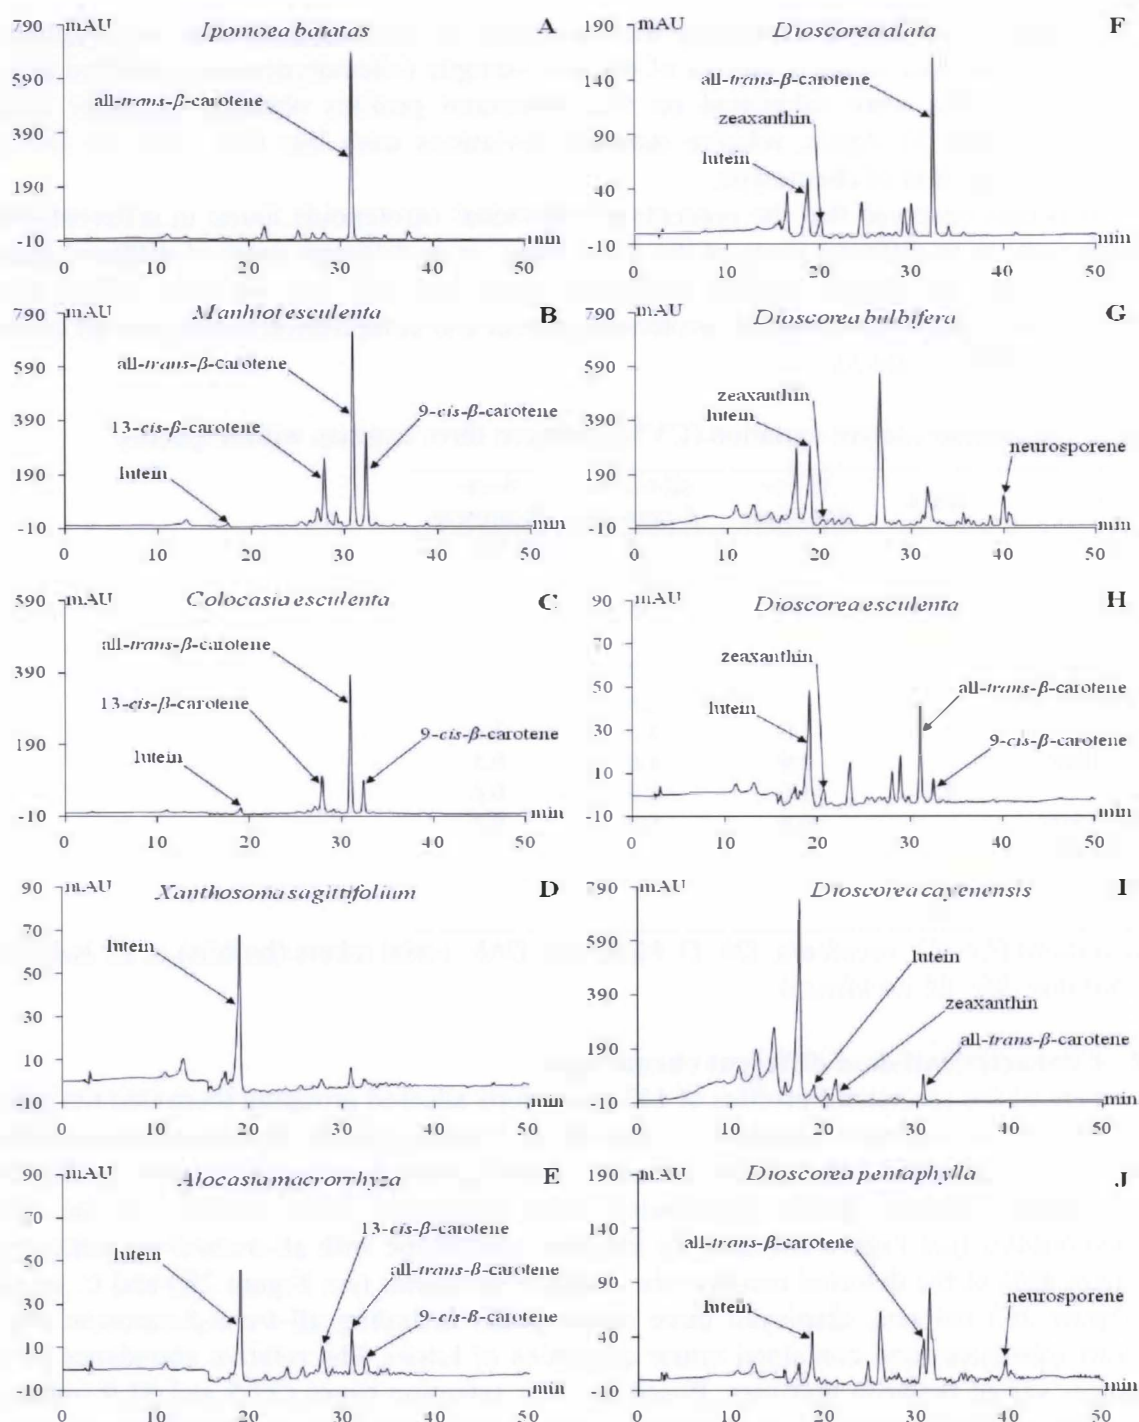 790 mAU Ipomoea batatas A
590
all-trans-β-carotene
390
190
-10 min
0 10 20 30 40 50
790 mAU Manhiot esculenta B
590
all-trans-β-carotene
390 9-cis-β-carotene
13-cis-β-carotene
190 lutein
-10 min
0 10 20 30 40 50
590 mAU Colocasia esculenta C
all-trans-β-carotene
390
13-cis-β-carotene
190 9-cis-β-carotene
lutein
-10 min
0 10 20 30 40 50
90 mAU Xanthosoma sagittifolium D
70
lutein
50
30
10
-10 min
0 10 20 30 40 50
90 mAU Alocasia macrorrhyza E
70 13-cis-β-carotene
lutein
50 all-trans-β-carotene
30 9-cis-β-carotene
10
-10 min
0 10 20 30 40 50
190 mAU Dioscorea alata F
140 all-trans-β-carotene
zeaxanthin
90
lutein
40
-10 min
0 10 20 30 40 50
790 mAU Dioscorea bulbifera G
590
zeaxanthin
lutein
390
neurosporene
190
-10 min
0 10 20 30 40 50
90 mAU Dioscorea esculenta H
70
zeaxanthin
50 all-trans-β-carotene
lutein
30 9-cis-β-carotene
10
-10 min
0 10 20 30 40 50
790 mAU Dioscorea cayenensis I
590
lutein
390 zeaxanthin
all-trans-β-carotene
190
-10 min
0 10 20 30 40 50
190 mAU Dioscorea pentaphylla J
140
all-trans-β-carotene
90
lutein neurosporene
40
-10 min
0 10 20 30 40 50